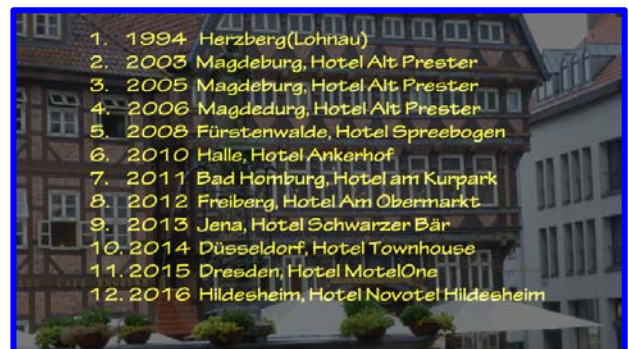 1. 1994 Herzberg(Lohnau)
2. 2003 Magdeburg, Hotel Alt Prester
3. 2005 Magdeburg, Hotel Alt Prester
4. 2006 Magdedurg, Hotel Alt Prester
5. 2008 Fürstenwalde, Hotel Spreebogen
6. 2010 Halle, Hotel Ankerhof
7. 2011 Bad Homburg, Hotel am Kurpark
8. 2012 Freiberg, Hotel Am Obermarkt
9. 2013 Jena, Hotel Schwarzer Bär
10. 2014 Düsseldorf, Hotel Townhouse
11. 2015 Dresden, Hotel MotelOne
12. 2016 Hildesheim, Hotel Novotel Hildesheim